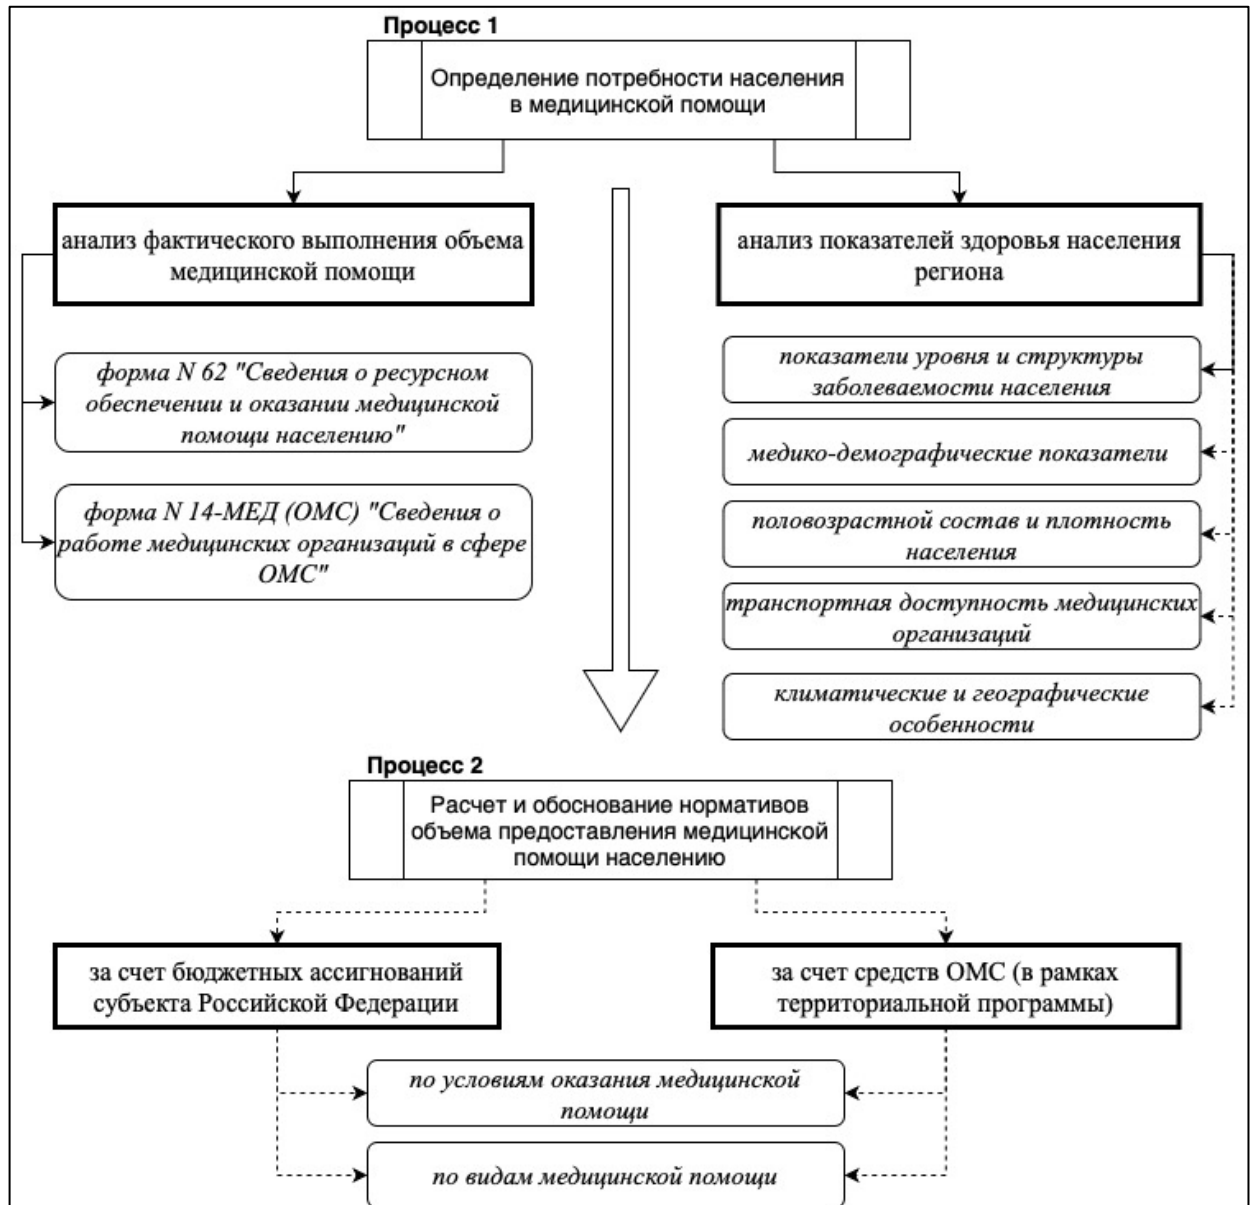 Процесс 1
Определение потребности населения
в медицинской помощи
анализ фактического выполнения объема
медицинской помощи
форма N 62 "Сведения о ресурсном
обеспечении и оказании медицинской
помощи населению"
форма N 14-МЕД (ОМС) "Сведения о
работе медицинских организаций в сфере
ОМС"
анализ показателей здоровья населения
региона
показатели уровня и структуры
заболеваемости населения
медико-демографические показатели
половозрастной состав и плотность
населения
транспортная доступность медицинских
организаций
климатические и географические
особенности
Процесс 2
Расчет и обоснование нормативов
объема предоставления медицинской
помощи населению
за счет бюджетных ассигнований
субъекта Российской Федерации
за счет средств ОМС (в рамках
территориальной программы)
по условиям оказания медицинской
помощи
по видам медицинской помощи